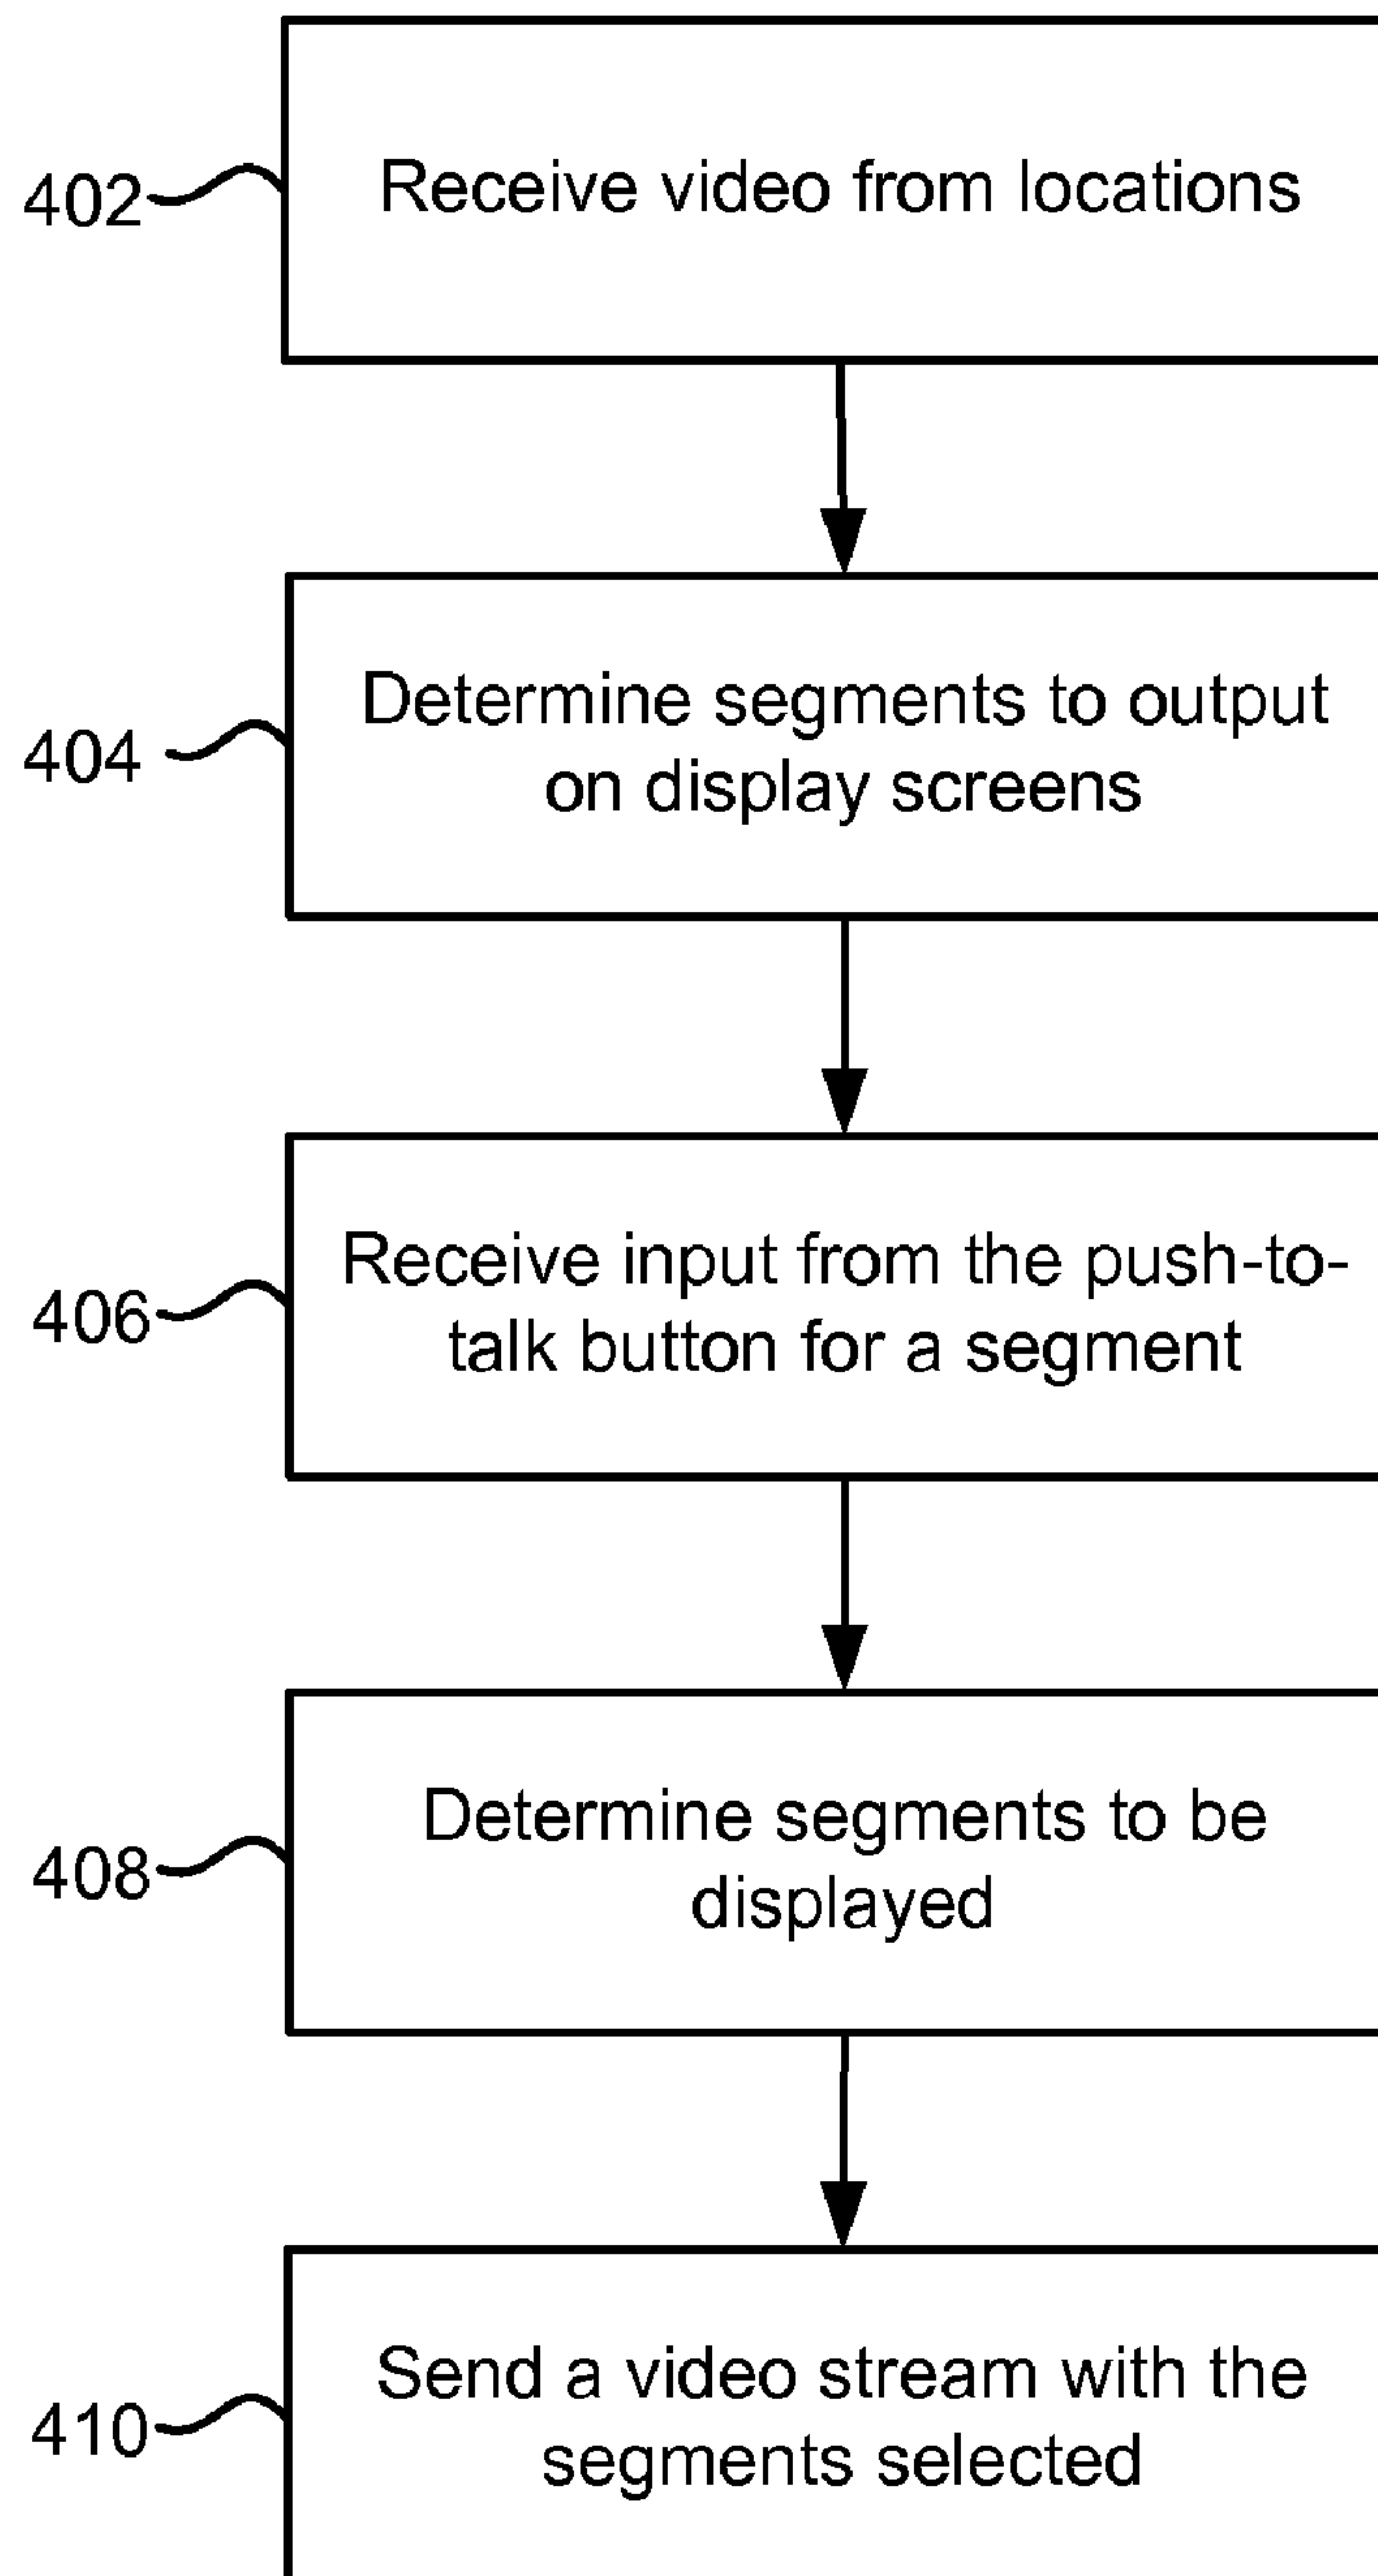 402
Receive video from locations
404
Determine segments to output
on display screens
406
Receive input from the push-to-
talk button for a segment
408
Determine segments to be
displayed
410
Send a video stream with the
segments selected